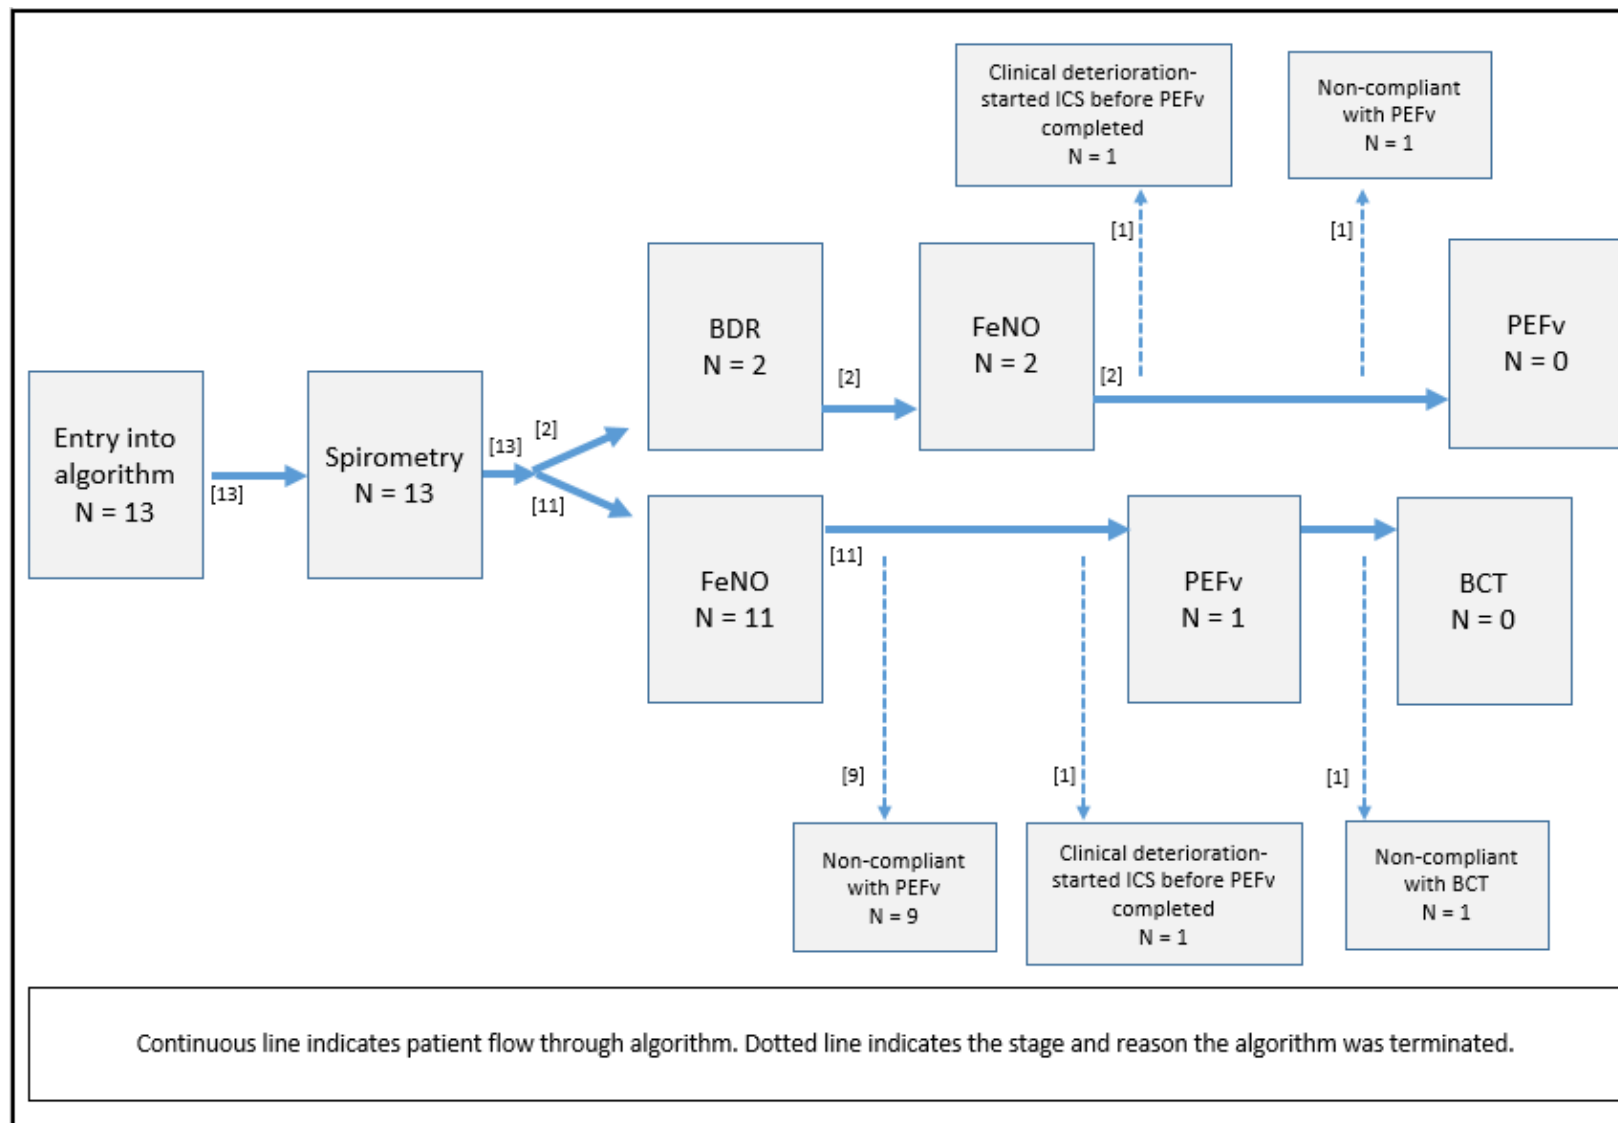 Clinical deterioration-
started ICS before PEFv
completed
N = 1
Non-compliant
with PEFv
N = 1
[1]
[1]
BDR
N = 2
FeNO
N = 2
PEFv
N = 0
[2]
[2]
Entry into
algorithm
N = 13
[13]
Spirometry
N = 13
[13]
[2]
[11]
FeNO
N = 11
[11]
PEFv
N = 1
BCT
N = 0
[9]
[1]
[1]
Non-compliant
with PEFv
N = 9
Clinical deterioration-
started ICS before PEFv
completed
N = 1
Non-compliant
with BCT
N = 1
Continuous line indicates patient flow through algorithm. Dotted line indicates the stage and reason the algorithm was terminated.